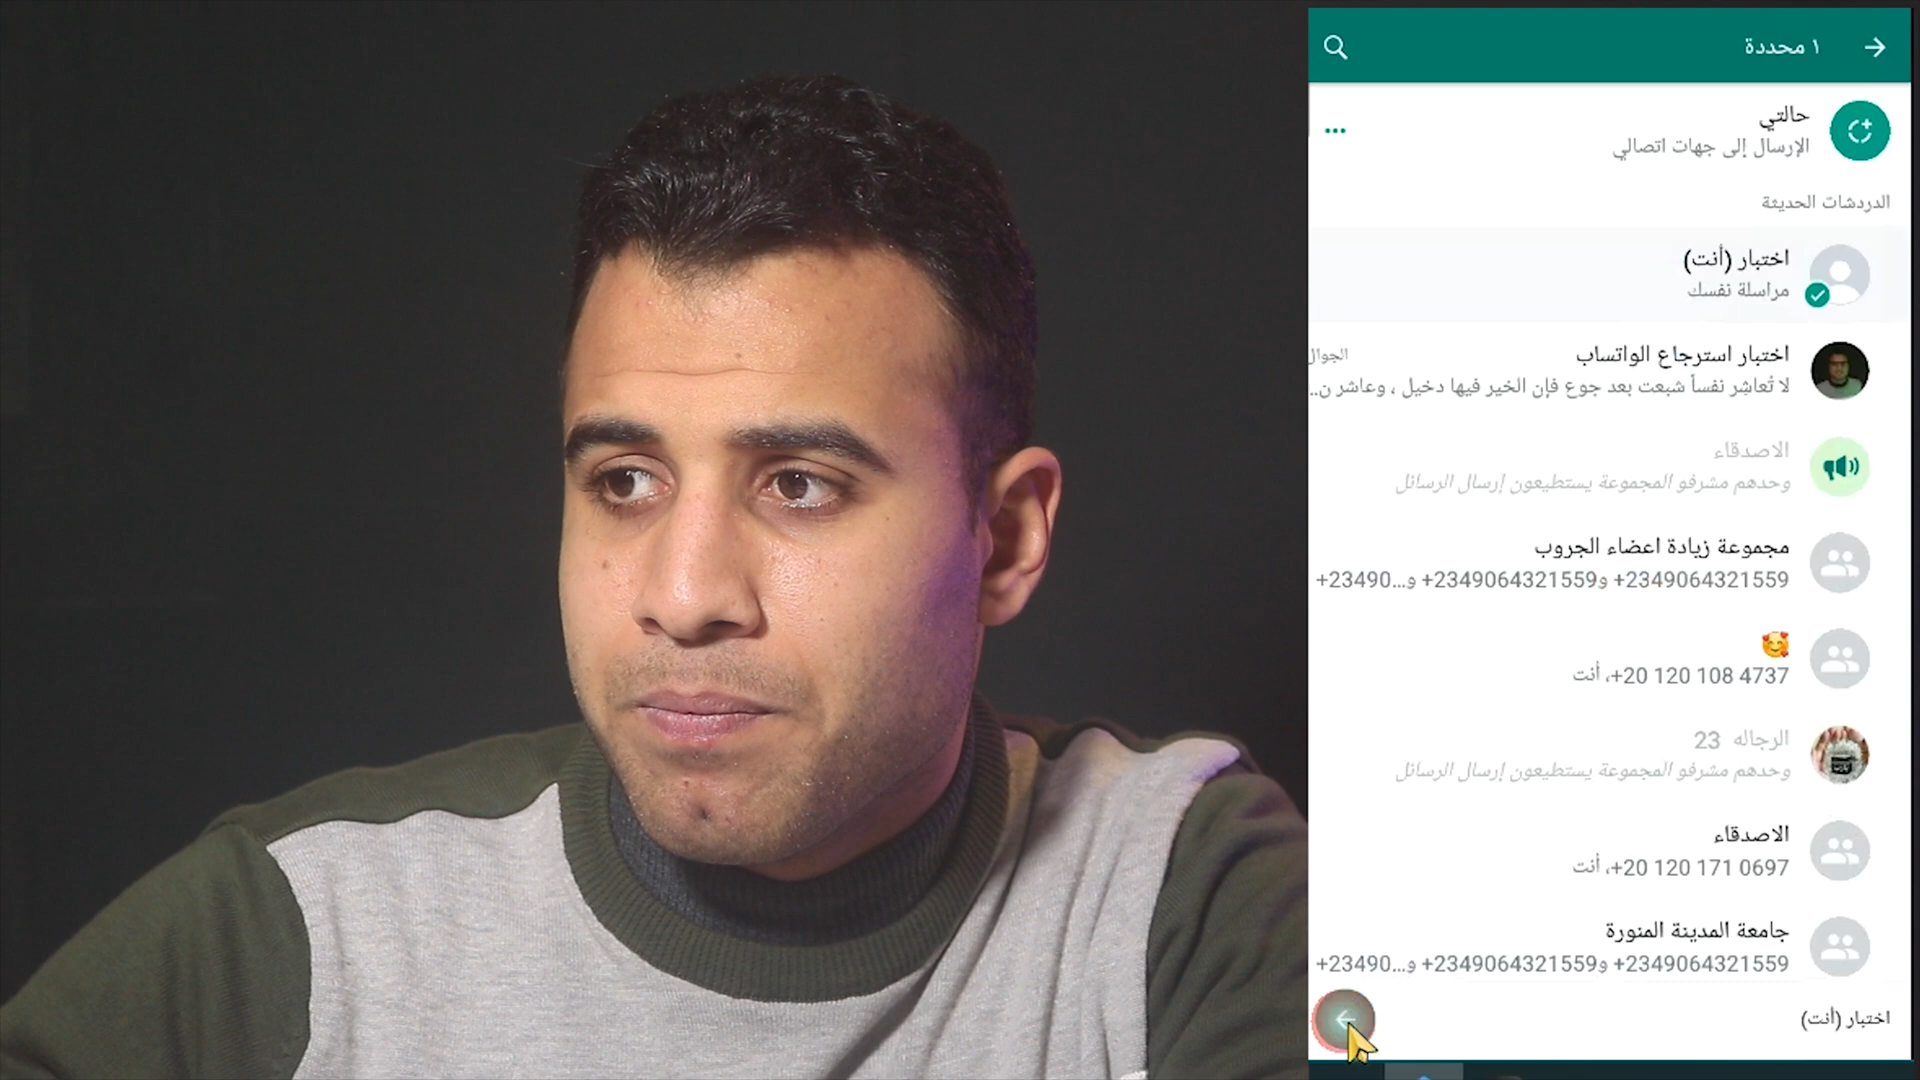 ١ محددة
حالتي
الإرسال إلى جهات اتصالي
الدردشات الحديثة
اختبار (أنت)
مراسلة نفسك
اختبار استرجاع الواتساب
الجوال
لا تُعاشِر نفساً شبعت بعد جوع فإن الخير فيها دخيل ، وعاشر ن..
الاصدقاء
وحدهم مشرفو المجموعة يستطيعون إرسال الرسائل
مجموعة زيادة اعضاء الجروب
+2349064321559 و+2349064321559 و...+23490
🥰
+20 120 108 4737، أنت
الرجاله 23
وحدهم مشرفو المجموعة يستطيعون إرسال الرسائل
الاصدقاء
+20 120 171 0697، أنت
جامعة المدينة المنورة
+2349064321559 و+2349064321559 و...+23490
اختبار (أنت)